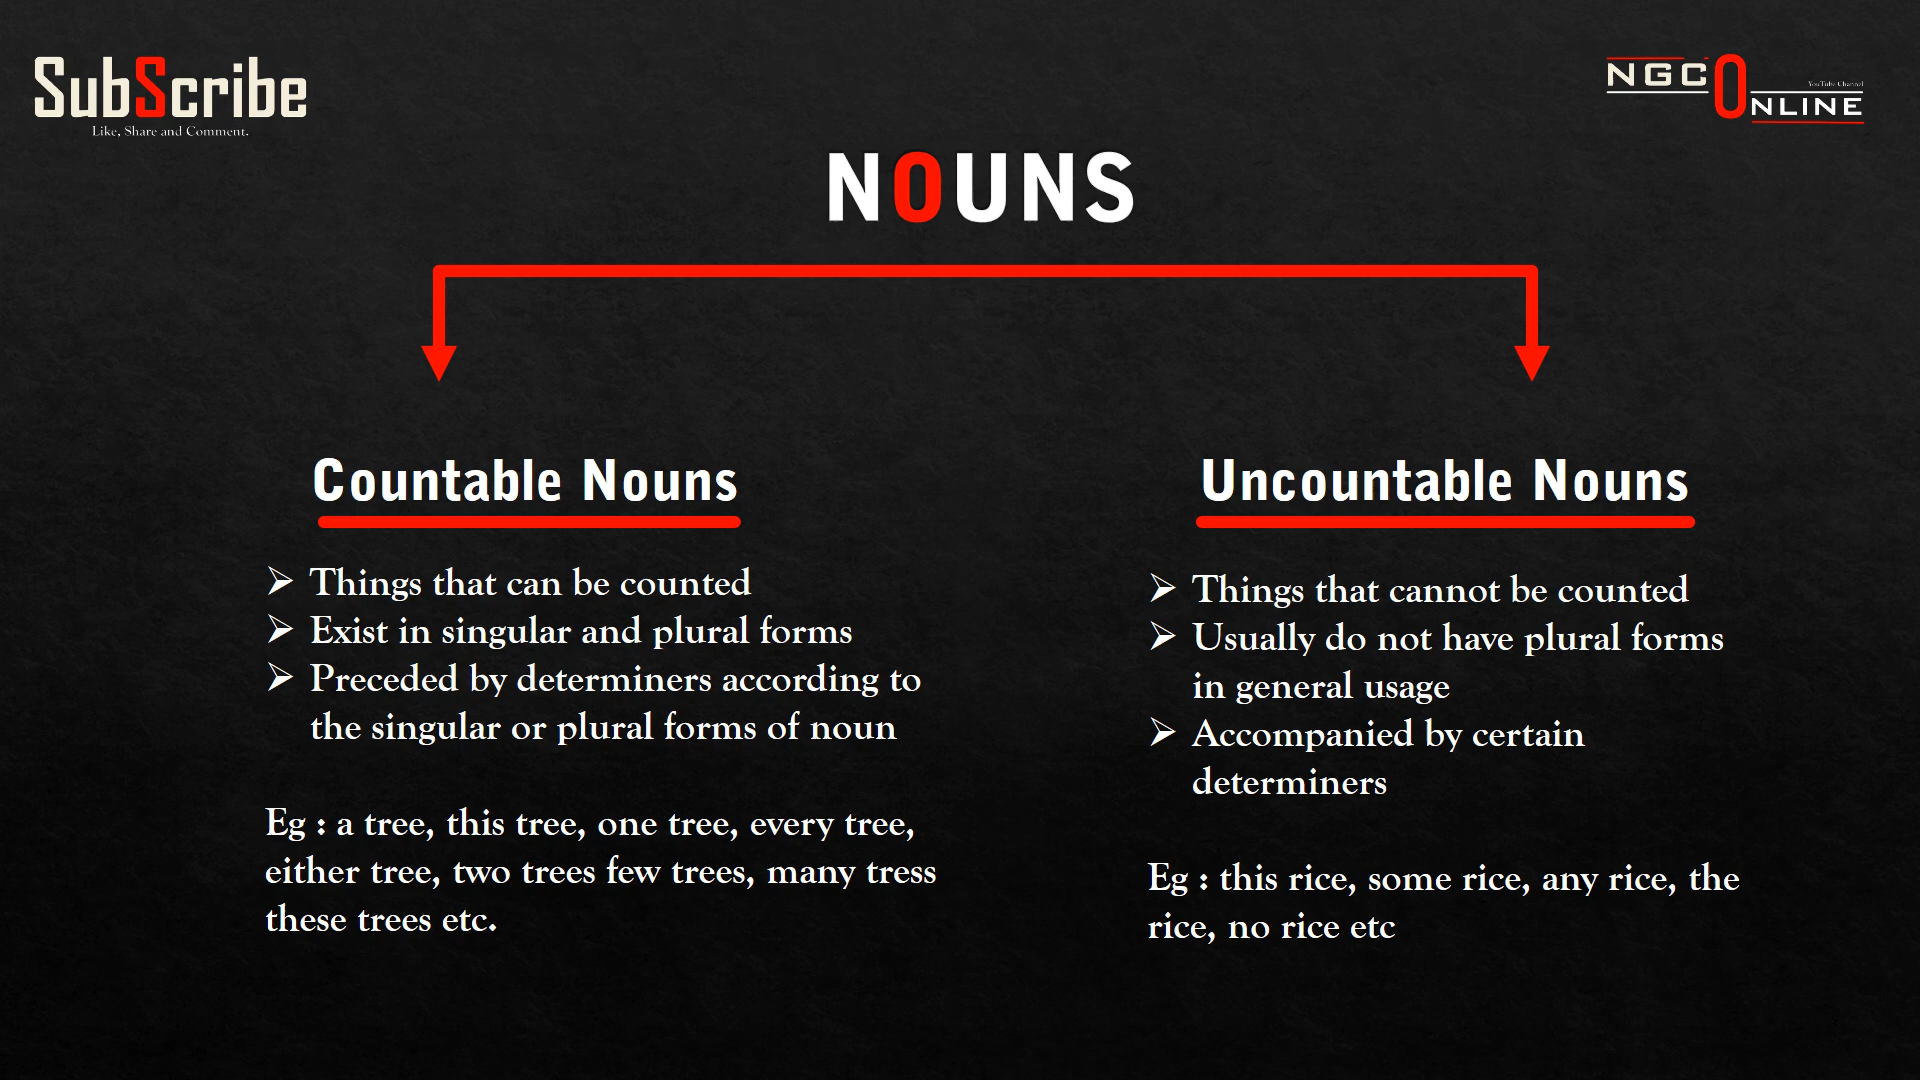 SubScribe
Like, Share and Comment.
NGC ONLINE
YouTube Channel
NOUNS
Countable Nouns
➢ Things that can be counted
➢ Exist in singular and plural forms
➢ Preceded by determiners according to
the singular or plural forms of noun
Eg : a tree, this tree, one tree, every tree,
either tree, two trees few trees, many tress
these trees etc.
Uncountable Nouns
➢ Things that cannot be counted
➢ Usually do not have plural forms
in general usage
➢ Accompanied by certain
determiners
Eg : this rice, some rice, any rice, the
rice, no rice etc